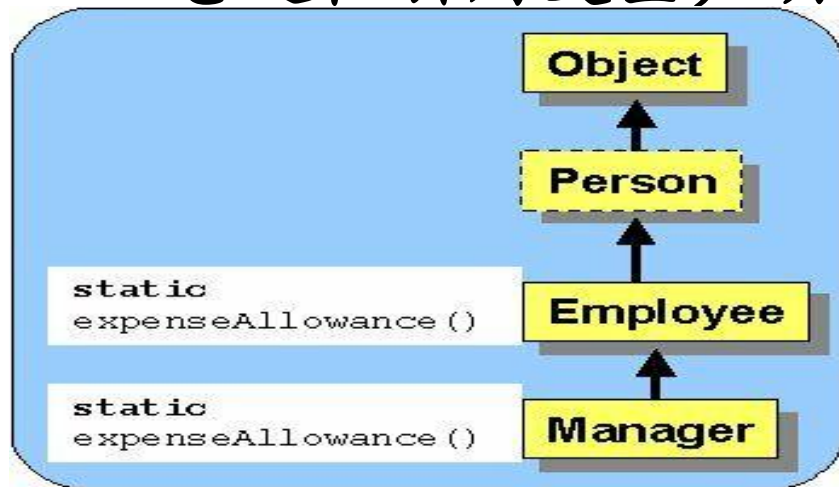 Object
Person
static
expenseAllowance()
Employee
static
expenseAllowance()
Manager